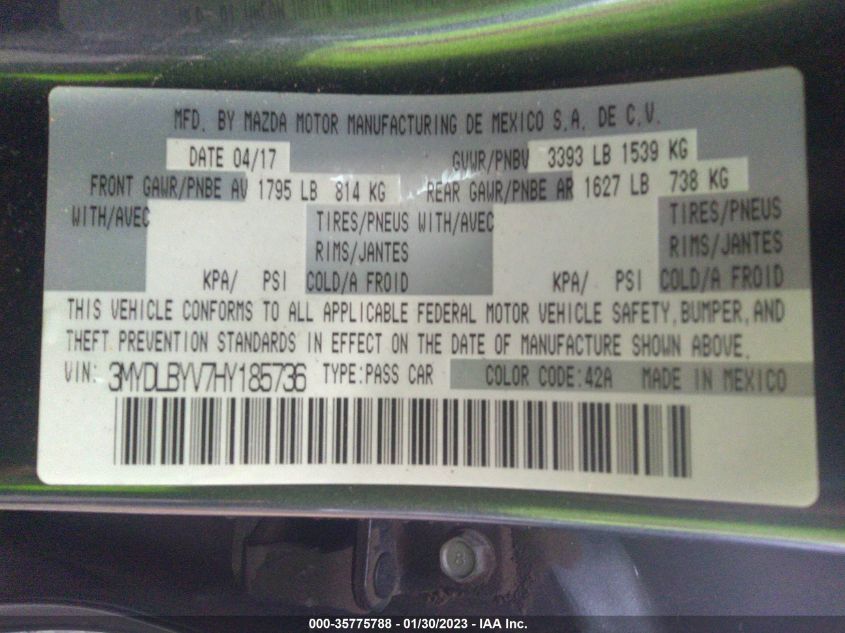 MFD. BY MAZDA MOTOR MANUFACTURING DE MEXICO S.A. DE C.V.
DATE 04/17 GVWR/PNBV 3393 LB 1539 KG
FRONT GAWR/PNBE AV 1795 LB 814 KG REAR GAWR/PNBE AR 1627 LB 738 KG
WITH/AVEC TIRES/PNEUS WITH/AVEC TIRES/PNEUS
RIMS/JANTES RIMS/JANTES
KPA/ PSI COLD/A FROID KPA/ PSI COLD/A FROID
THIS VEHICLE CONFORMS TO ALL APPLICABLE FEDERAL MOTOR VEHICLE SAFETY, BUMPER, AND
THEFT PREVENTION STANDARDS IN EFFECT ON THE DATE OF MANUFACTURE SHOWN ABOVE.
VIN: 3MYDLBYV7HY185736 TYPE:PASS CAR COLOR CODE:42A MADE IN MEXICO
000-35775788 - 01/30/2023 - IAA Inc.